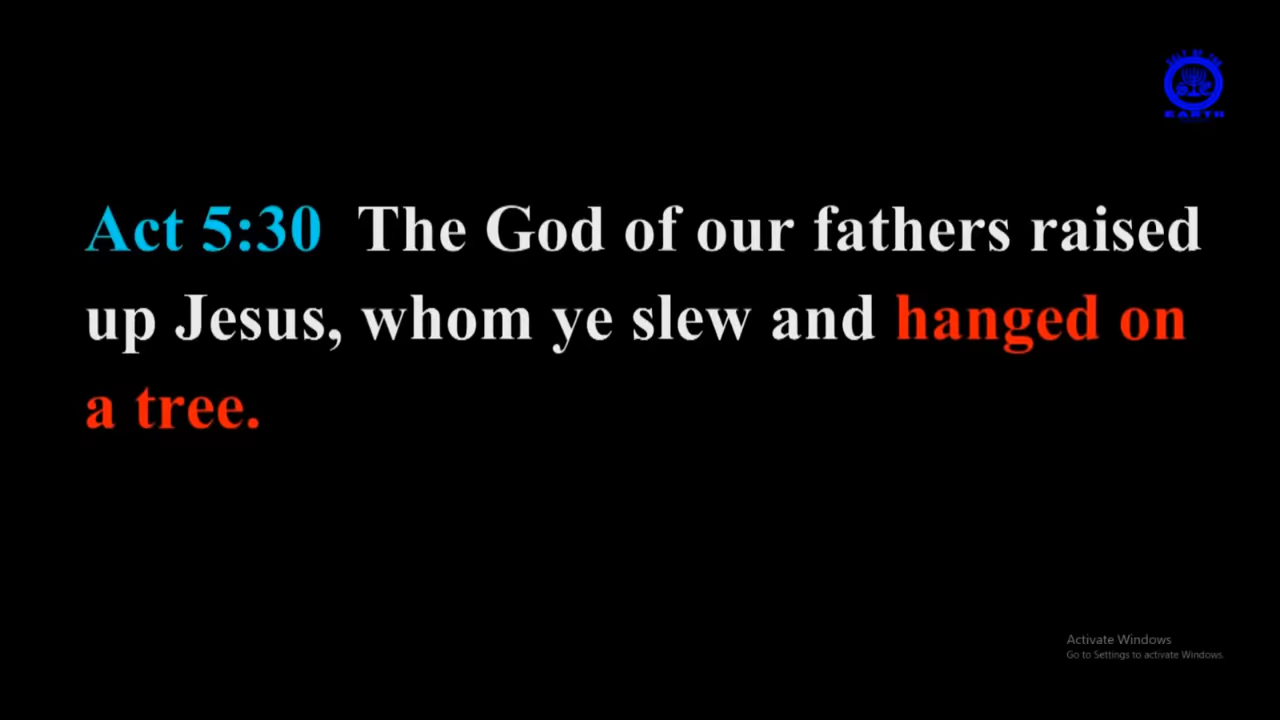 Act 5:30 The God of our fathers raised
up Jesus, whom ye slew and hanged on
a tree.
EARTH
Activate Windows
Go to Settings to activate Windows.